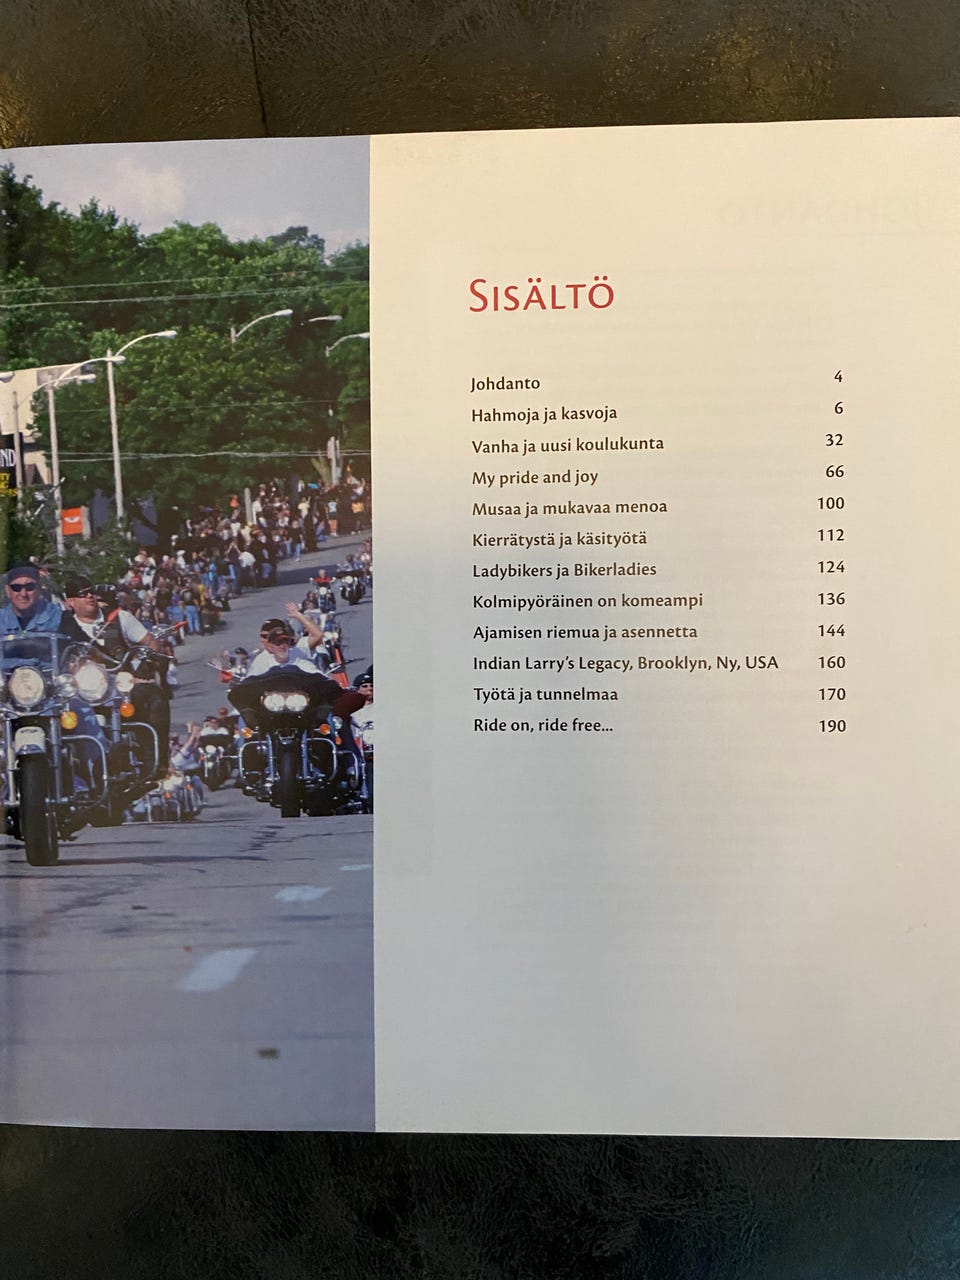 Sisältö
Johdanto 4
Hahmoja ja kasvoja 6
Vanha ja uusi koulukunta 32
My pride and joy 66
Musaa ja mukavaa menoa 100
Kierrätystä ja käsityötä 112
Ladybikers ja Bikerladies 124
Kolmipyöräinen on komeampi 136
Ajamisen riemua ja asennetta 144
Indian Larry's Legacy, Brooklyn, Ny, USA 160
Työtä ja tunnelmaa 170
Ride on, ride free... 190